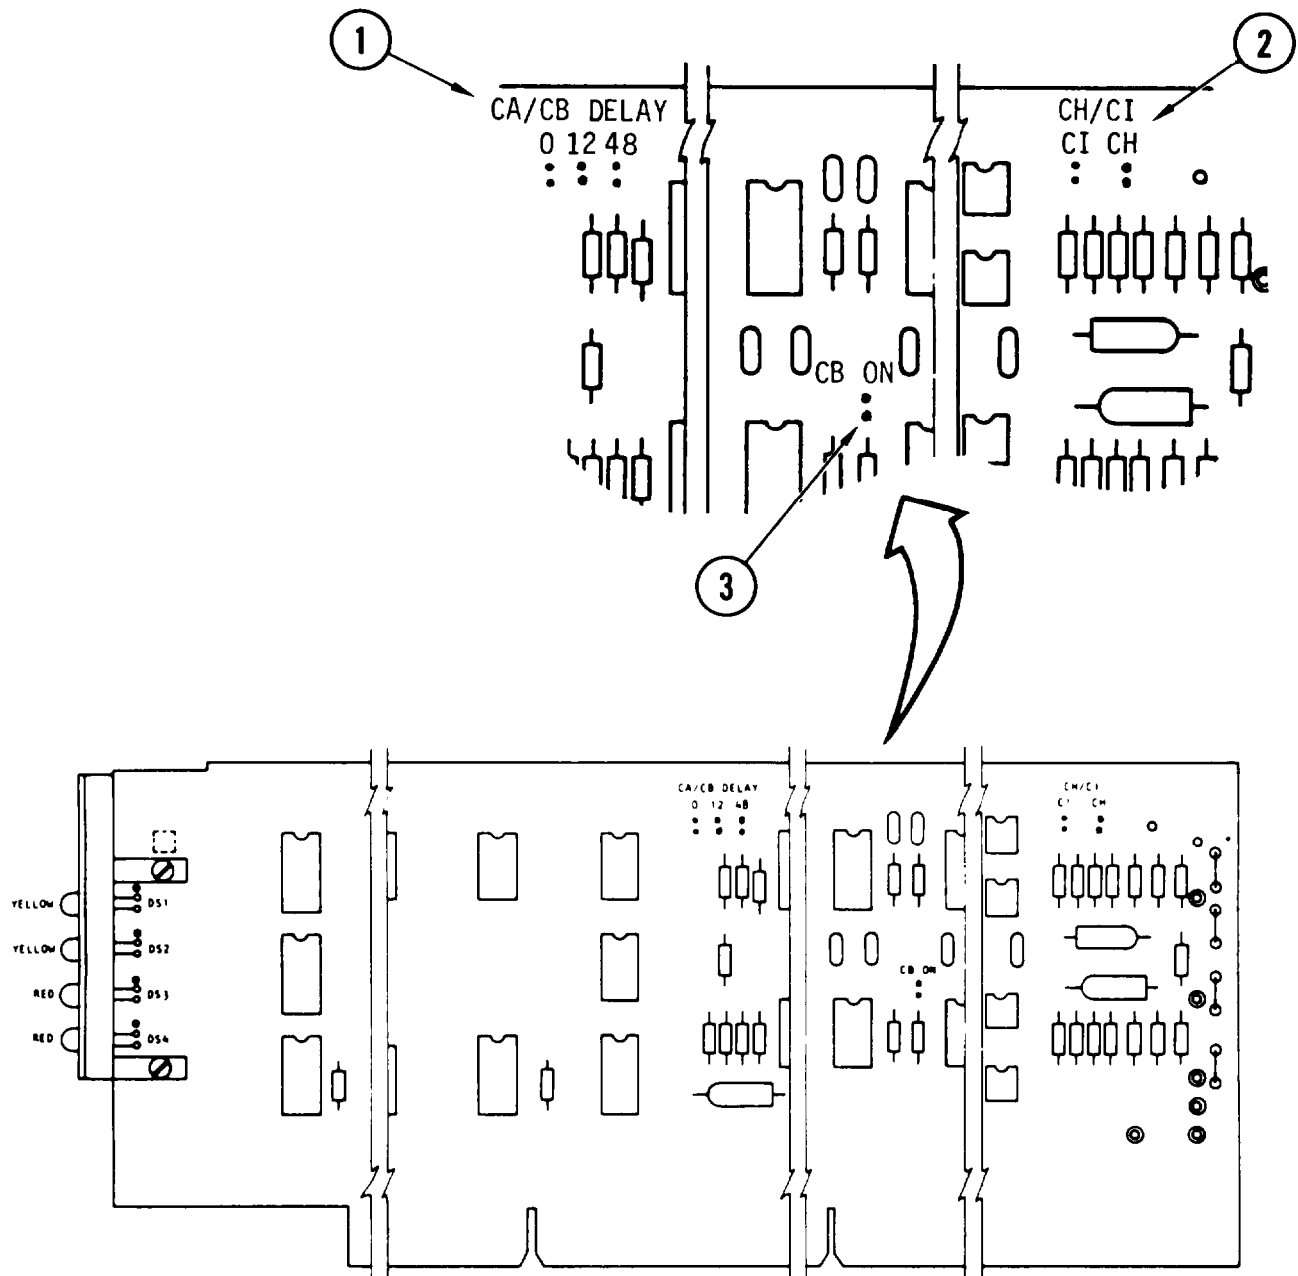 1
2
CA/CB DELAY
0 12 48
CH/CI
CI CH
CB ON
3
CA/CB DELAY
0 12 48
CH/CI
CI CH
YELLOW
DS1
YELLOW
DS2
CB ON
RED
DS3
RED
DS4